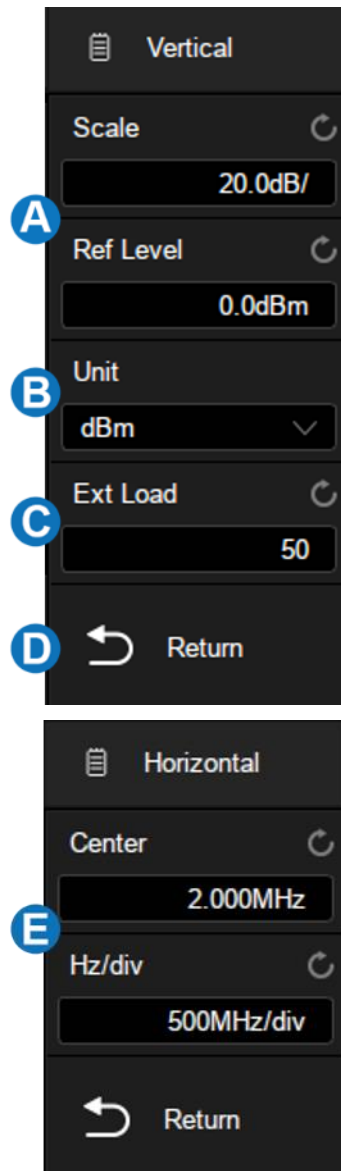 Vertical
Scale
20.0dB/
A
Ref Level
0.0dBm
Unit
B
dBm
Ext Load
C
50
D
Return
Horizontal
Center
2.000MHz
E
Hz/div
500MHz/div
Return